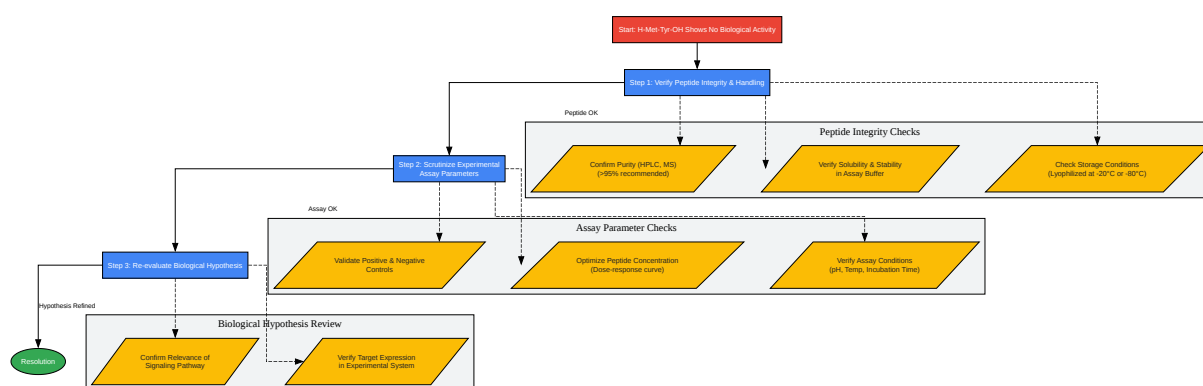 Start: H-Met-Tyr-OH Shows No Biological Activity
Step 1: Verify Peptide Integrity & Handling
Peptide OK
Peptide Integrity Checks
Confirm Purity (HPLC, MS)
(>95% recommended)
Verify Solubility & Stability
in Assay Buffer
Check Storage Conditions
(Lyophilized at -20°C or -80°C)
Step 2: Scrutinize Experimental
Assay Parameters
Assay OK
Assay Parameter Checks
Validate Positive & Negative
Controls
Optimize Peptide Concentration
(Dose-response curve)
Verify Assay Conditions
(pH, Temp, Incubation Time)
Step 3: Re-evaluate Biological Hypothesis
Hypothesis Refined
Biological Hypothesis Review
Resolution
Confirm Relevance of
Signaling Pathway
Verify Target Expression
in Experimental System